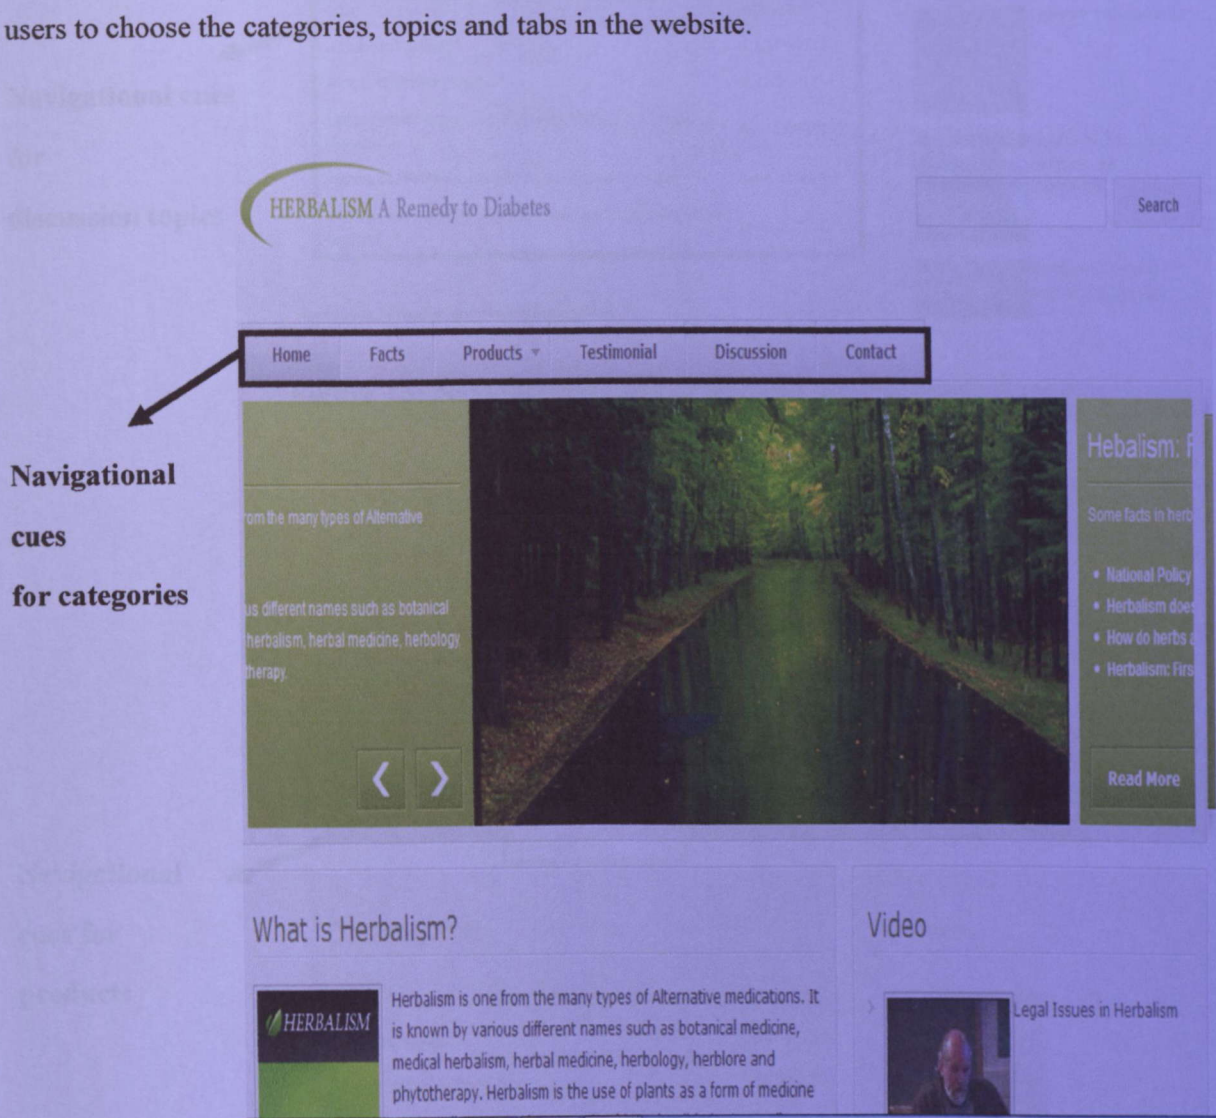 users to choose the categories, topics and tabs in the website.
HERBALISM A Remedy to Diabetes
Search
Home Facts Products Testimonial Discussion Contact
Navigational
cues
for categories
om the many types of Alternative
us different names such as botanical
herbalism, herbal medicine, herbology,
therapy.
Hebalism: F
Some facts in herb
• National Policy
• Herbalism does
• How do herbs a
• Herbalism: Firs
Read More
What is Herbalism?
HERBALISM
Herbalism is one from the many types of Alternative medications. It
is known by various different names such as botanical medicine,
medical herbalism, herbal medicine, herbology, herblore and
phytotherapy. Herbalism is the use of plants as a form of medicine
Video
Legal Issues in Herbalism